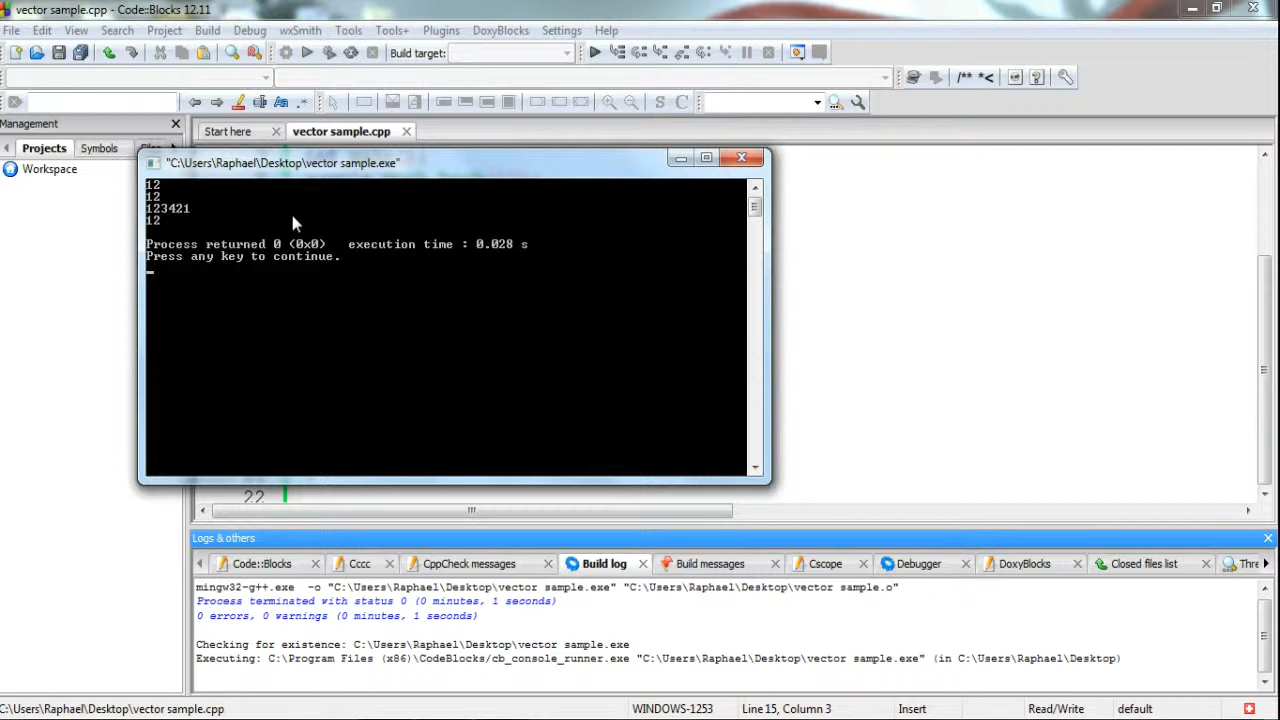 vector sample.cpp - Code::Blocks 12.11
File Edit View Search Project Build Debug wxSmith Tools Tools+ Plugins DoxyBlocks Settings Help
Build target:
/** *<
S C
Management
Start here vector sample.cpp
Projects Symbols
Workspace
"C:\Users\Raphael\Desktop\vector sample.exe"
12
12
123421
12
Process returned 0 (0x0) execution time : 0.028 s
Press any key to continue.
22
Logs & others
Code::Blocks Cccc CppCheck messages Build log Build messages Cscope Debugger DoxyBlocks Closed files list Thre
mingw32-g++.exe -o "C:\Users\Raphael\Desktop\vector sample.exe" "C:\Users\Raphael\Desktop\vector sample.o"
Process terminated with status 0 (0 minutes, 1 seconds)
0 errors, 0 warnings (0 minutes, 1 seconds)
Checking for existence: C:\Users\Raphael\Desktop\vector sample.exe
Executing: C:\Program Files (x86)\CodeBlocks/cb_console_runner.exe "C:\Users\Raphael\Desktop\vector sample.exe" (in C:\Users\Raphael\Desktop)
C:\Users\Raphael\Desktop\vector sample.cpp WINDOWS-1253 Line 15, Column 3 Insert Read/Write default